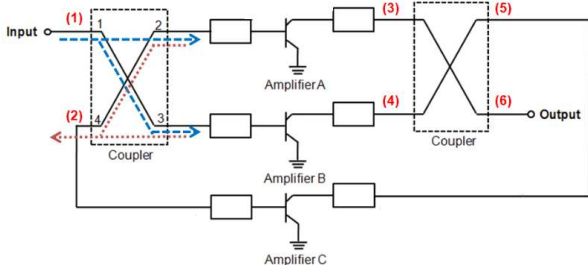 (1)
(3)
(5)
Input
1
2
Amplifier A
(2)
(4)
(6)
4
3
Output
Coupler
Coupler
Amplifier B
Amplifier C